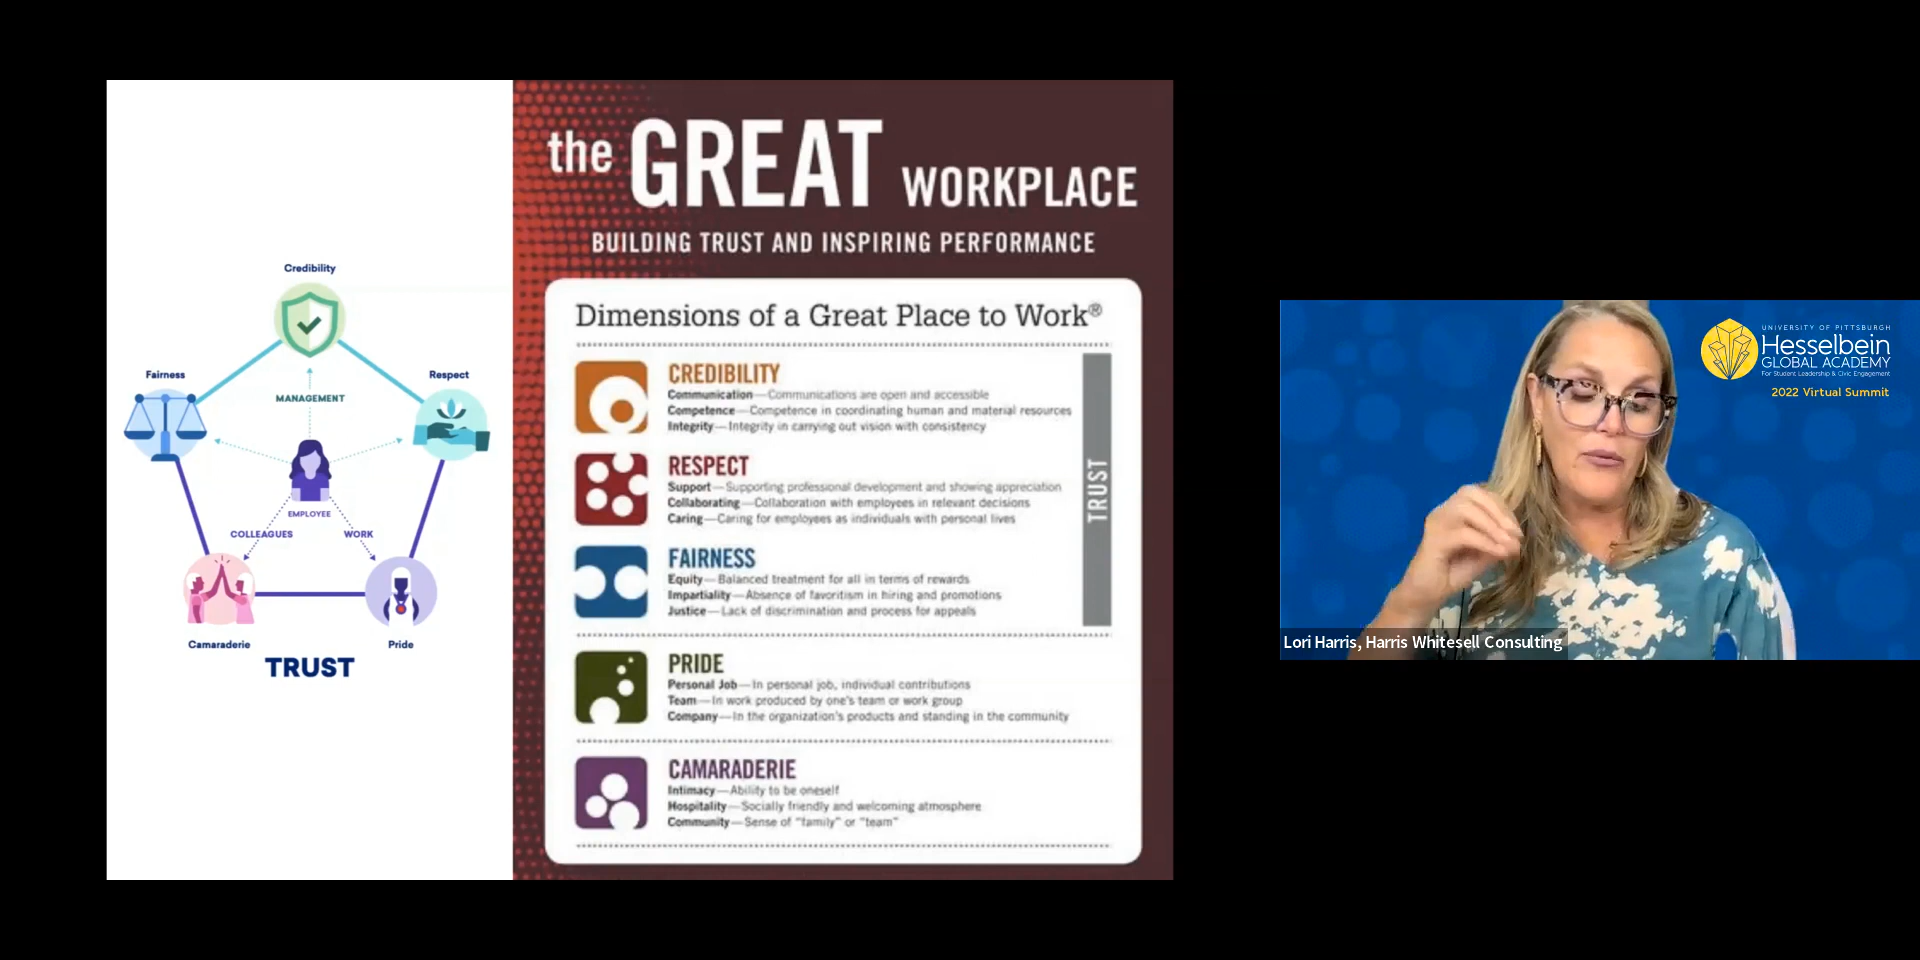 Credibility
Fairness
Respect
MANAGEMENT
EMPLOYEE
COLLEAGUES
WORK
Camaraderie
Pride
TRUST
the GREAT WORKPLACE
BUILDING TRUST AND INSPIRING PERFORMANCE
Dimensions of a Great Place to Work®
CREDIBILITY
Communication—Communications are open and accessible
Competence—Competence in coordinating human and material resources
Integrity—Integrity in carrying out vision with consistency
RESPECT
Support—Supporting professional development and showing appreciation
Collaborating—Collaboration with employees in relevant decisions
Caring—Caring for employees as individuals with personal lives
FAIRNESS
Equity—Balanced treatment for all in terms of rewards
Impartiality—Absence of favoritism in hiring and promotions
Justice—Lack of discrimination and process for appeals
TRUST
PRIDE
Personal Job—In personal job, individual contributions
Team—In work produced by one's team or work group
Company—In the organization's products and standing in the community
CAMARADERIE
Intimacy—Ability to be oneself
Hospitality—Socially friendly and welcoming atmosphere
Community—Sense of "family" or "team"
UNIVERSITY OF PITTSBURGH
Hesselbein
GLOBAL ACADEMY
For Student Leadership & Civic Engagement
2022 Virtual Summit
Lori Harris, Harris Whitesell Consulting